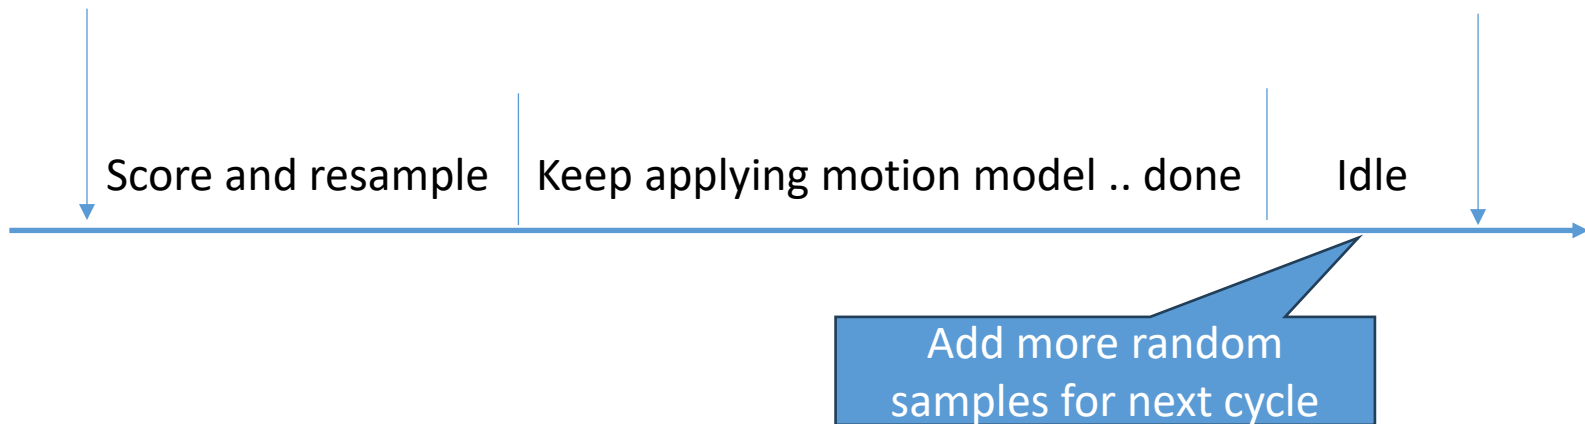 Score and resample
Keep applying motion model .. done
Idle
Add more random
samples for next cycle